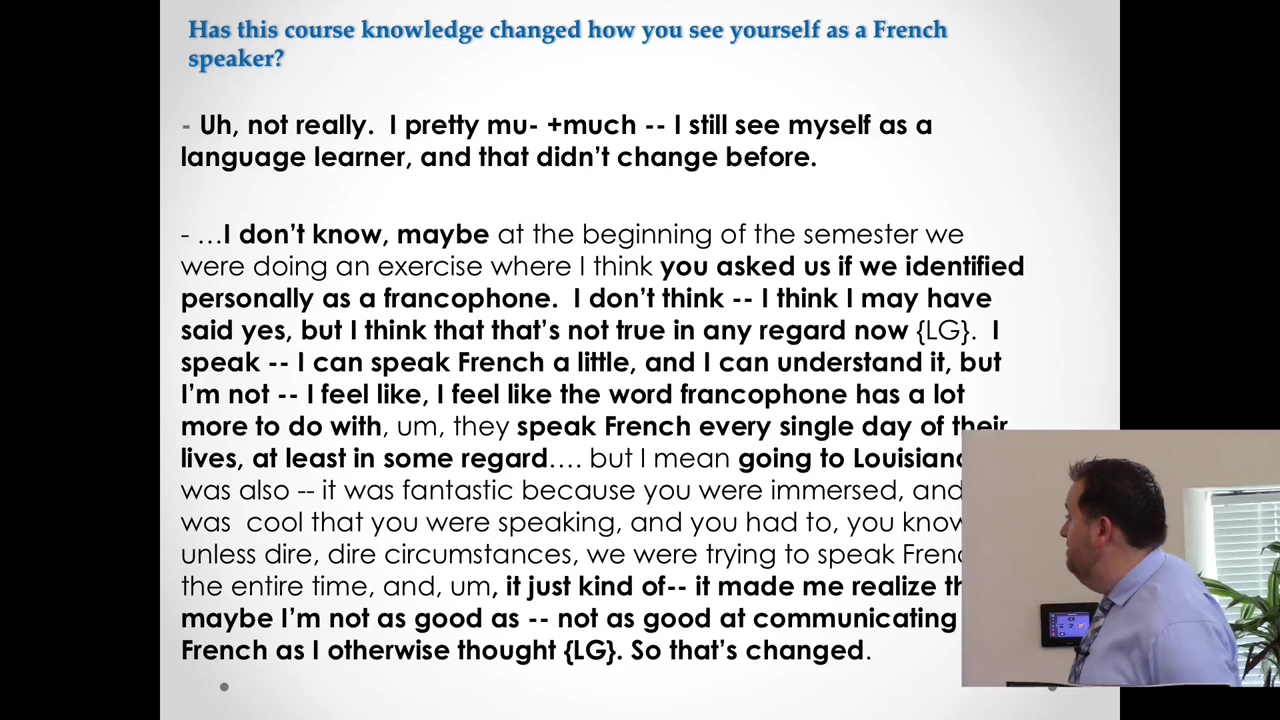 Has this course knowledge changed how you see yourself as a French
speaker?
- Uh, not really.  I pretty mu- +much -- I still see myself as a
language learner, and that didn’t change before.
- …I don’t know, maybe at the beginning of the semester we
were doing an exercise where I think you asked us if we identified
personally as a francophone.  I don’t think -- I think I may have
said yes, but I think that that’s not true in any regard now {LG}.  I
speak -- I can speak French a little, and I can understand it, but
I’m not -- I feel like, I feel like the word francophone has a lot
more to do with, um, they speak French every single day of their
lives, at least in some regard…. but I mean going to
was also -- it was fantastic because you were immersed, and
was  cool that you were speaking, and you had to, you
unless dire, dire circumstances, we were trying to speak
the entire time, and, um, it just kind of-- it made me realize
maybe I’m not as good as -- not as good at communicating
French as I otherwise thought {LG}. So that’s changed.